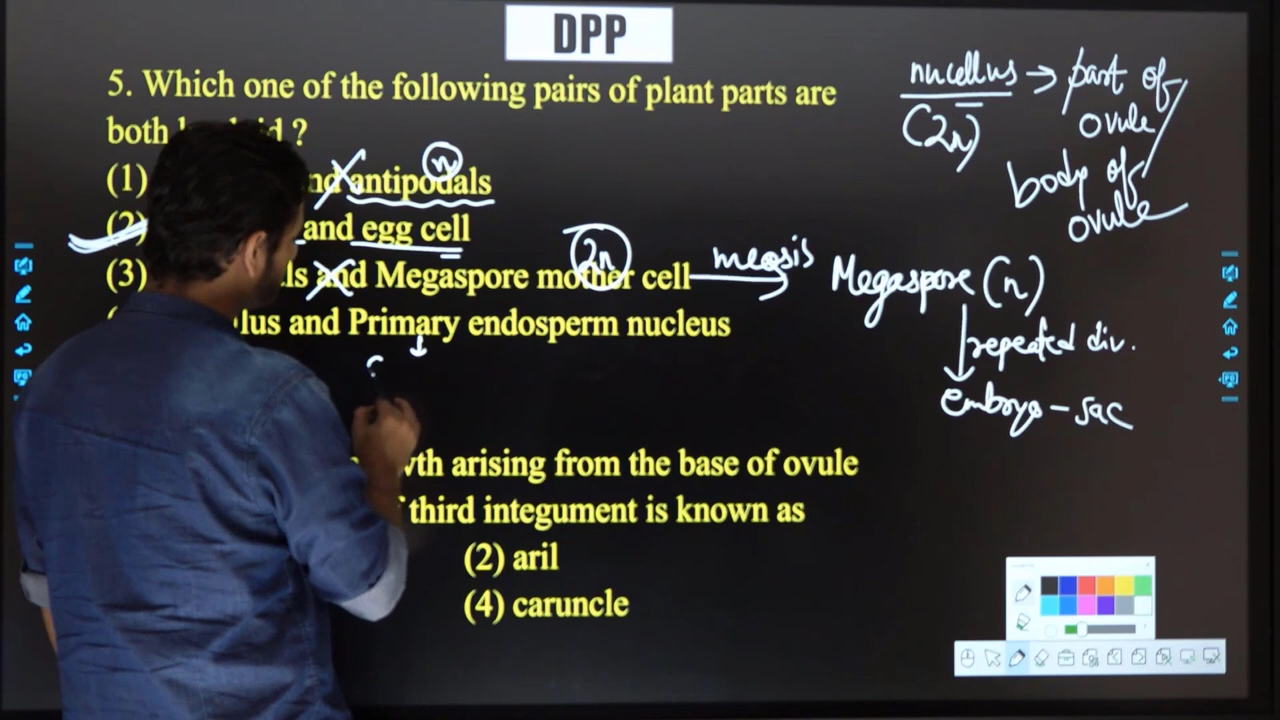 DPP
5. Which one of the following pairs of plant parts are
both ?
(1) and antipodals
(2) and egg cell
(3) and Megaspore mother cell
and Primary endosperm nucleus
n
2n
meosis
nucellus → part of
ovule
(2n)
body of
ovule
Megaspore (n)
repeated div.
embryo-sac
arising from the base of ovule
third integument is known as
(2) aril
(4) caruncle